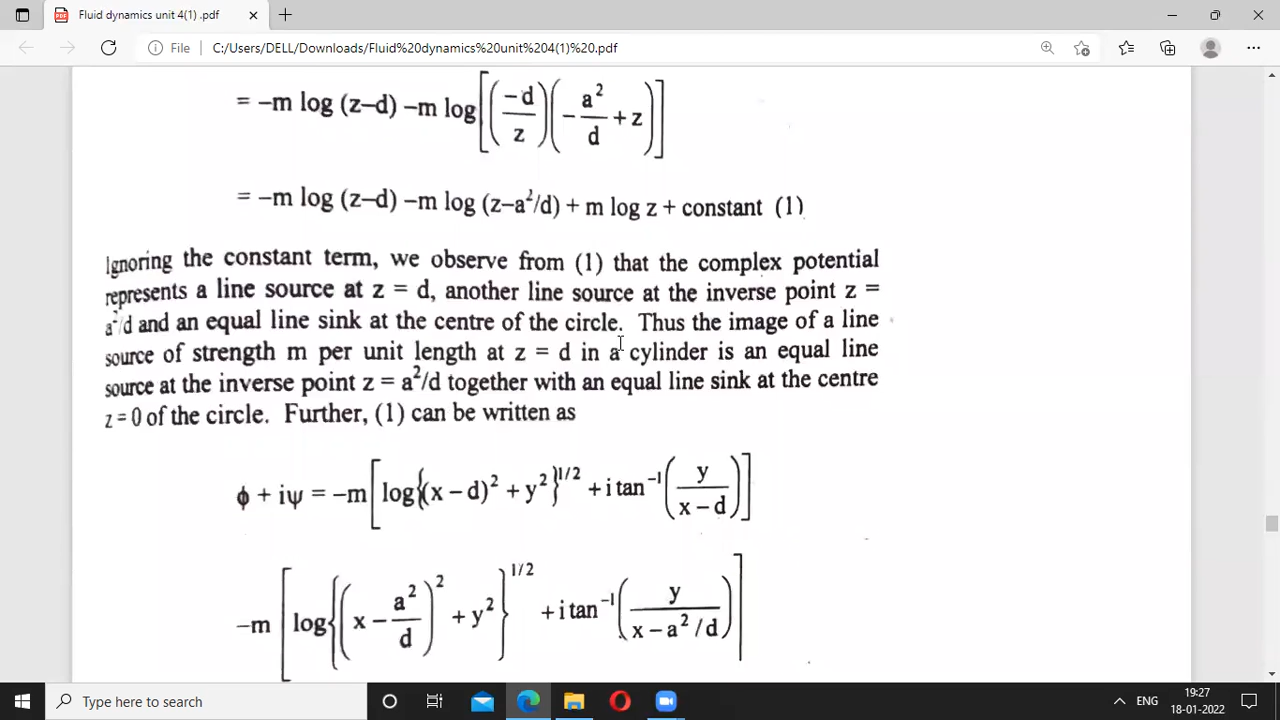 Fluid dynamics unit 4(1) .pdf
File C:/Users/DELL/Downloads/Fluid%20dynamics%20unit%204(1)%20.pdf
= –m log (z–d) –m log [(–d/z)(–a²/d + z)]
= –m log (z–d) –m log (z–a²/d) + m log z + constant (1)
Ignoring the constant term, we observe from (1) that the complex potential
represents a line source at z = d, another line source at the inverse point z =
a²/d and an equal line sink at the centre of the circle. Thus the image of a line
source of strength m per unit length at z = d in a cylinder is an equal line
source at the inverse point z = a²/d together with an equal line sink at the centre
z = 0 of the circle. Further, (1) can be written as
ϕ + iψ = –m [log{(x – d)² + y²}^1/2 + i tan⁻¹(y/(x – d))]
–m [log{(x – a²/d)² + y²}^1/2 + i tan⁻¹(y/(x – a²/d))]
Type here to search
ENG
19:27
18-01-2022